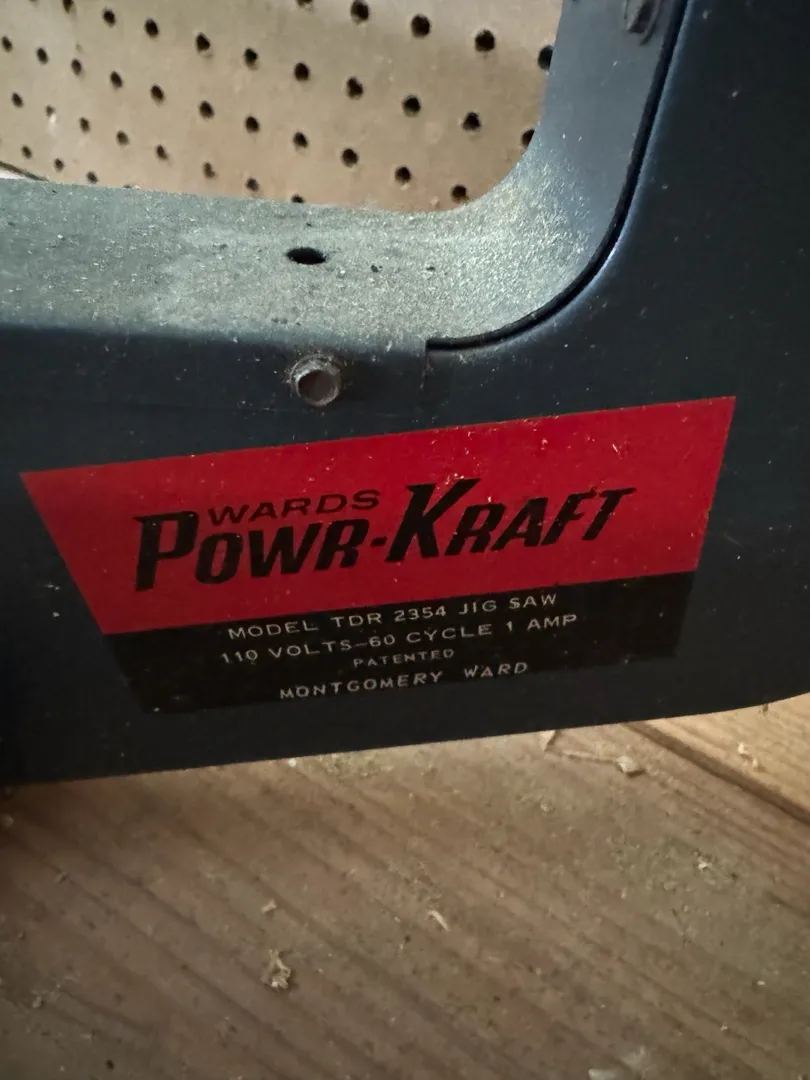 WARDS
POWR-KRAFT
MODEL TDR 2354 JIG SAW
110 VOLTS-60 CYCLE 1 AMP
PATENTED
MONTGOMERY WARD